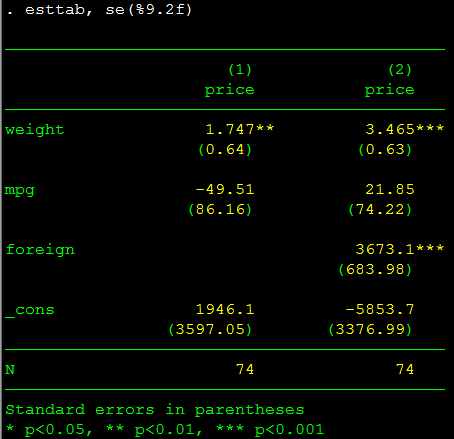 . esttab, se(%9.2f)
(1) (2)
price price
weight 1.747** 3.465***
(0.64) (0.63)
mpg -49.51 21.85
(86.16) (74.22)
foreign 3673.1***
(683.98)
_cons 1946.1 -5853.7
(3597.05) (3376.99)
N 74 74
Standard errors in parentheses
* p<0.05, ** p<0.01, *** p<0.001